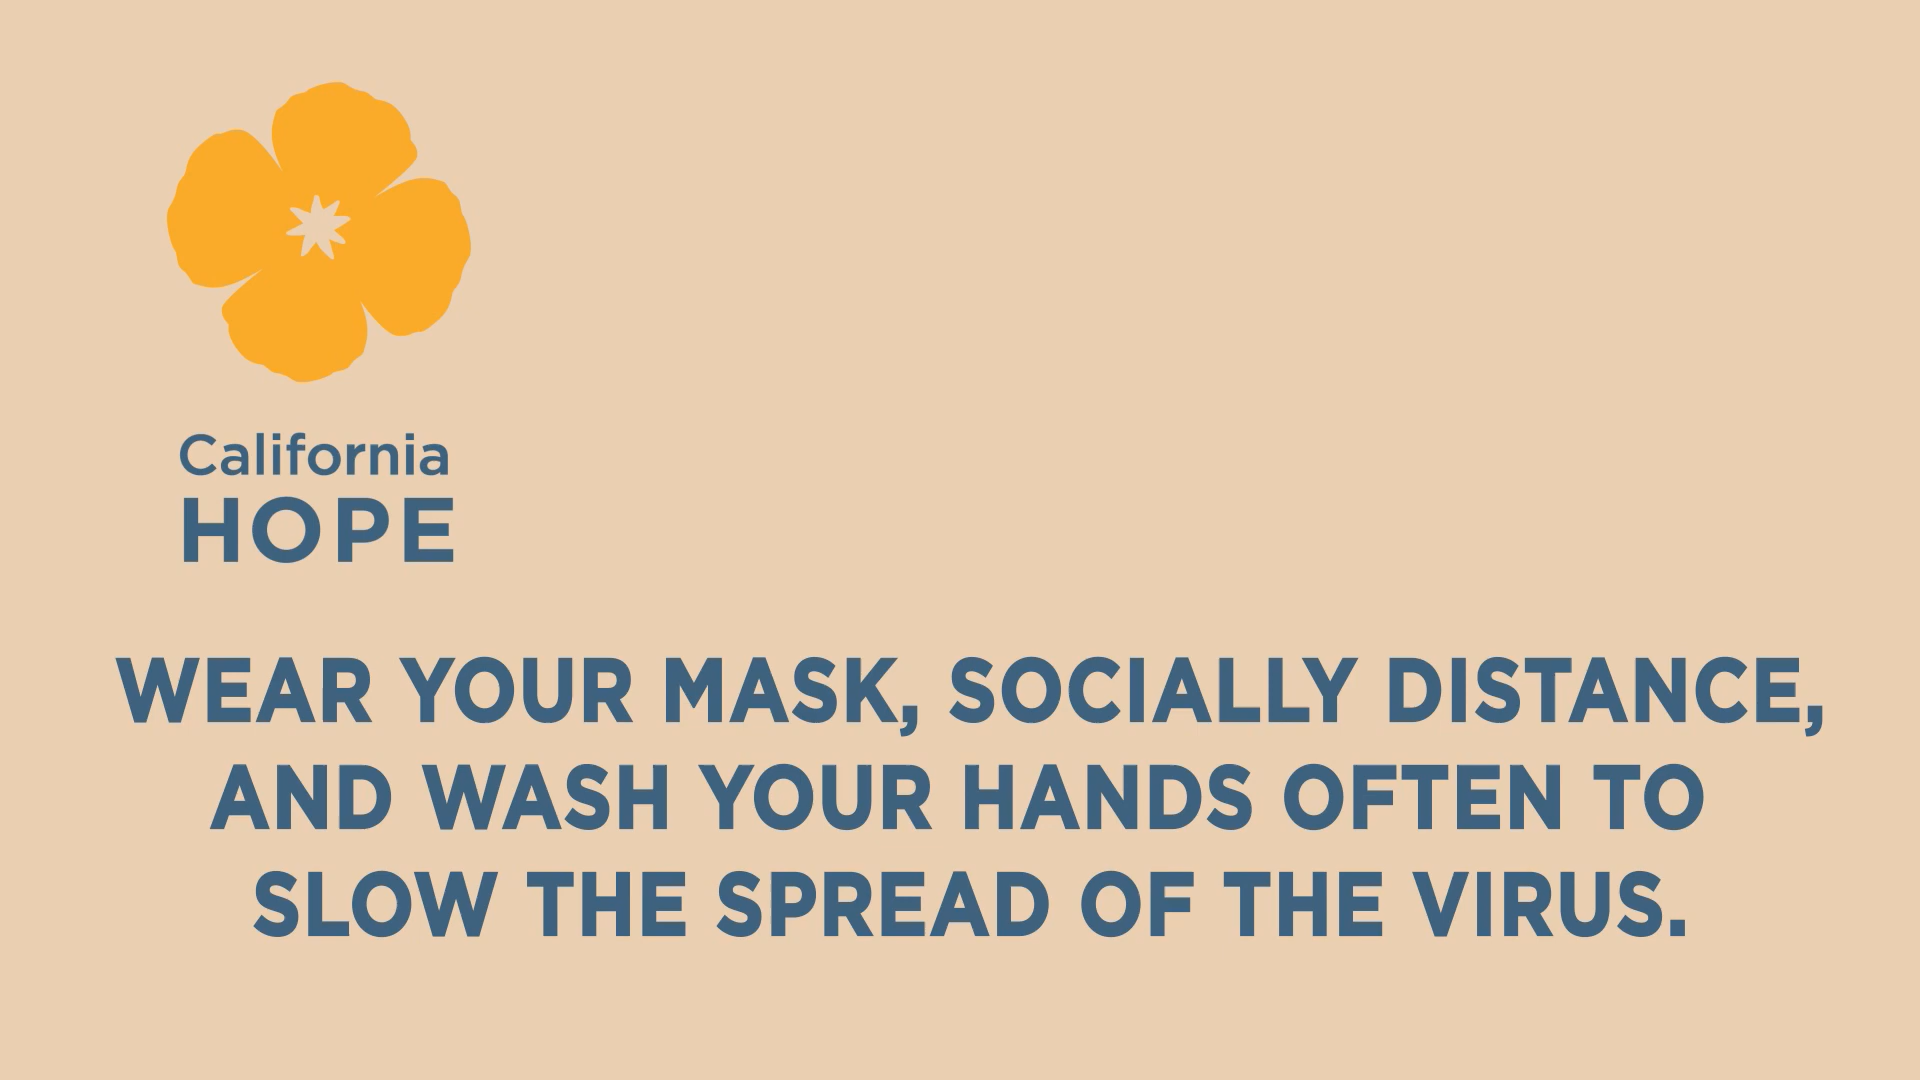 California
HOPE
WEAR YOUR MASK, SOCIALLY DISTANCE,
AND WASH YOUR HANDS OFTEN TO
SLOW THE SPREAD OF THE VIRUS.